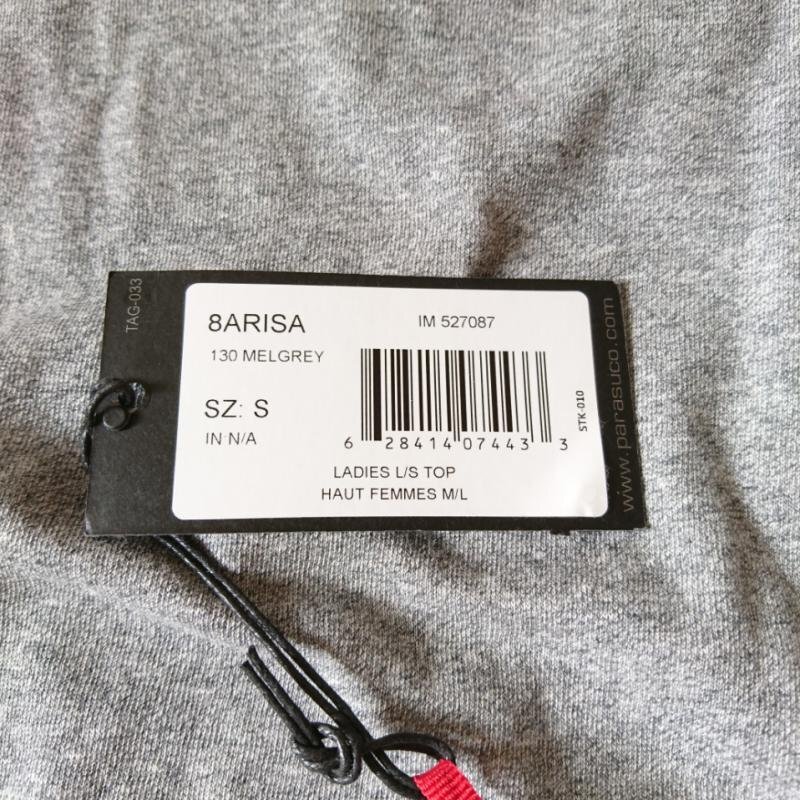 TAG-033
8ARISA
IM 527087
130 MELGREY
SZ: S
IN:N/A
6 28414 07443 3
STK-010
LADIES L/S TOP
HAUT FEMMES M/L
www.parasuco.com